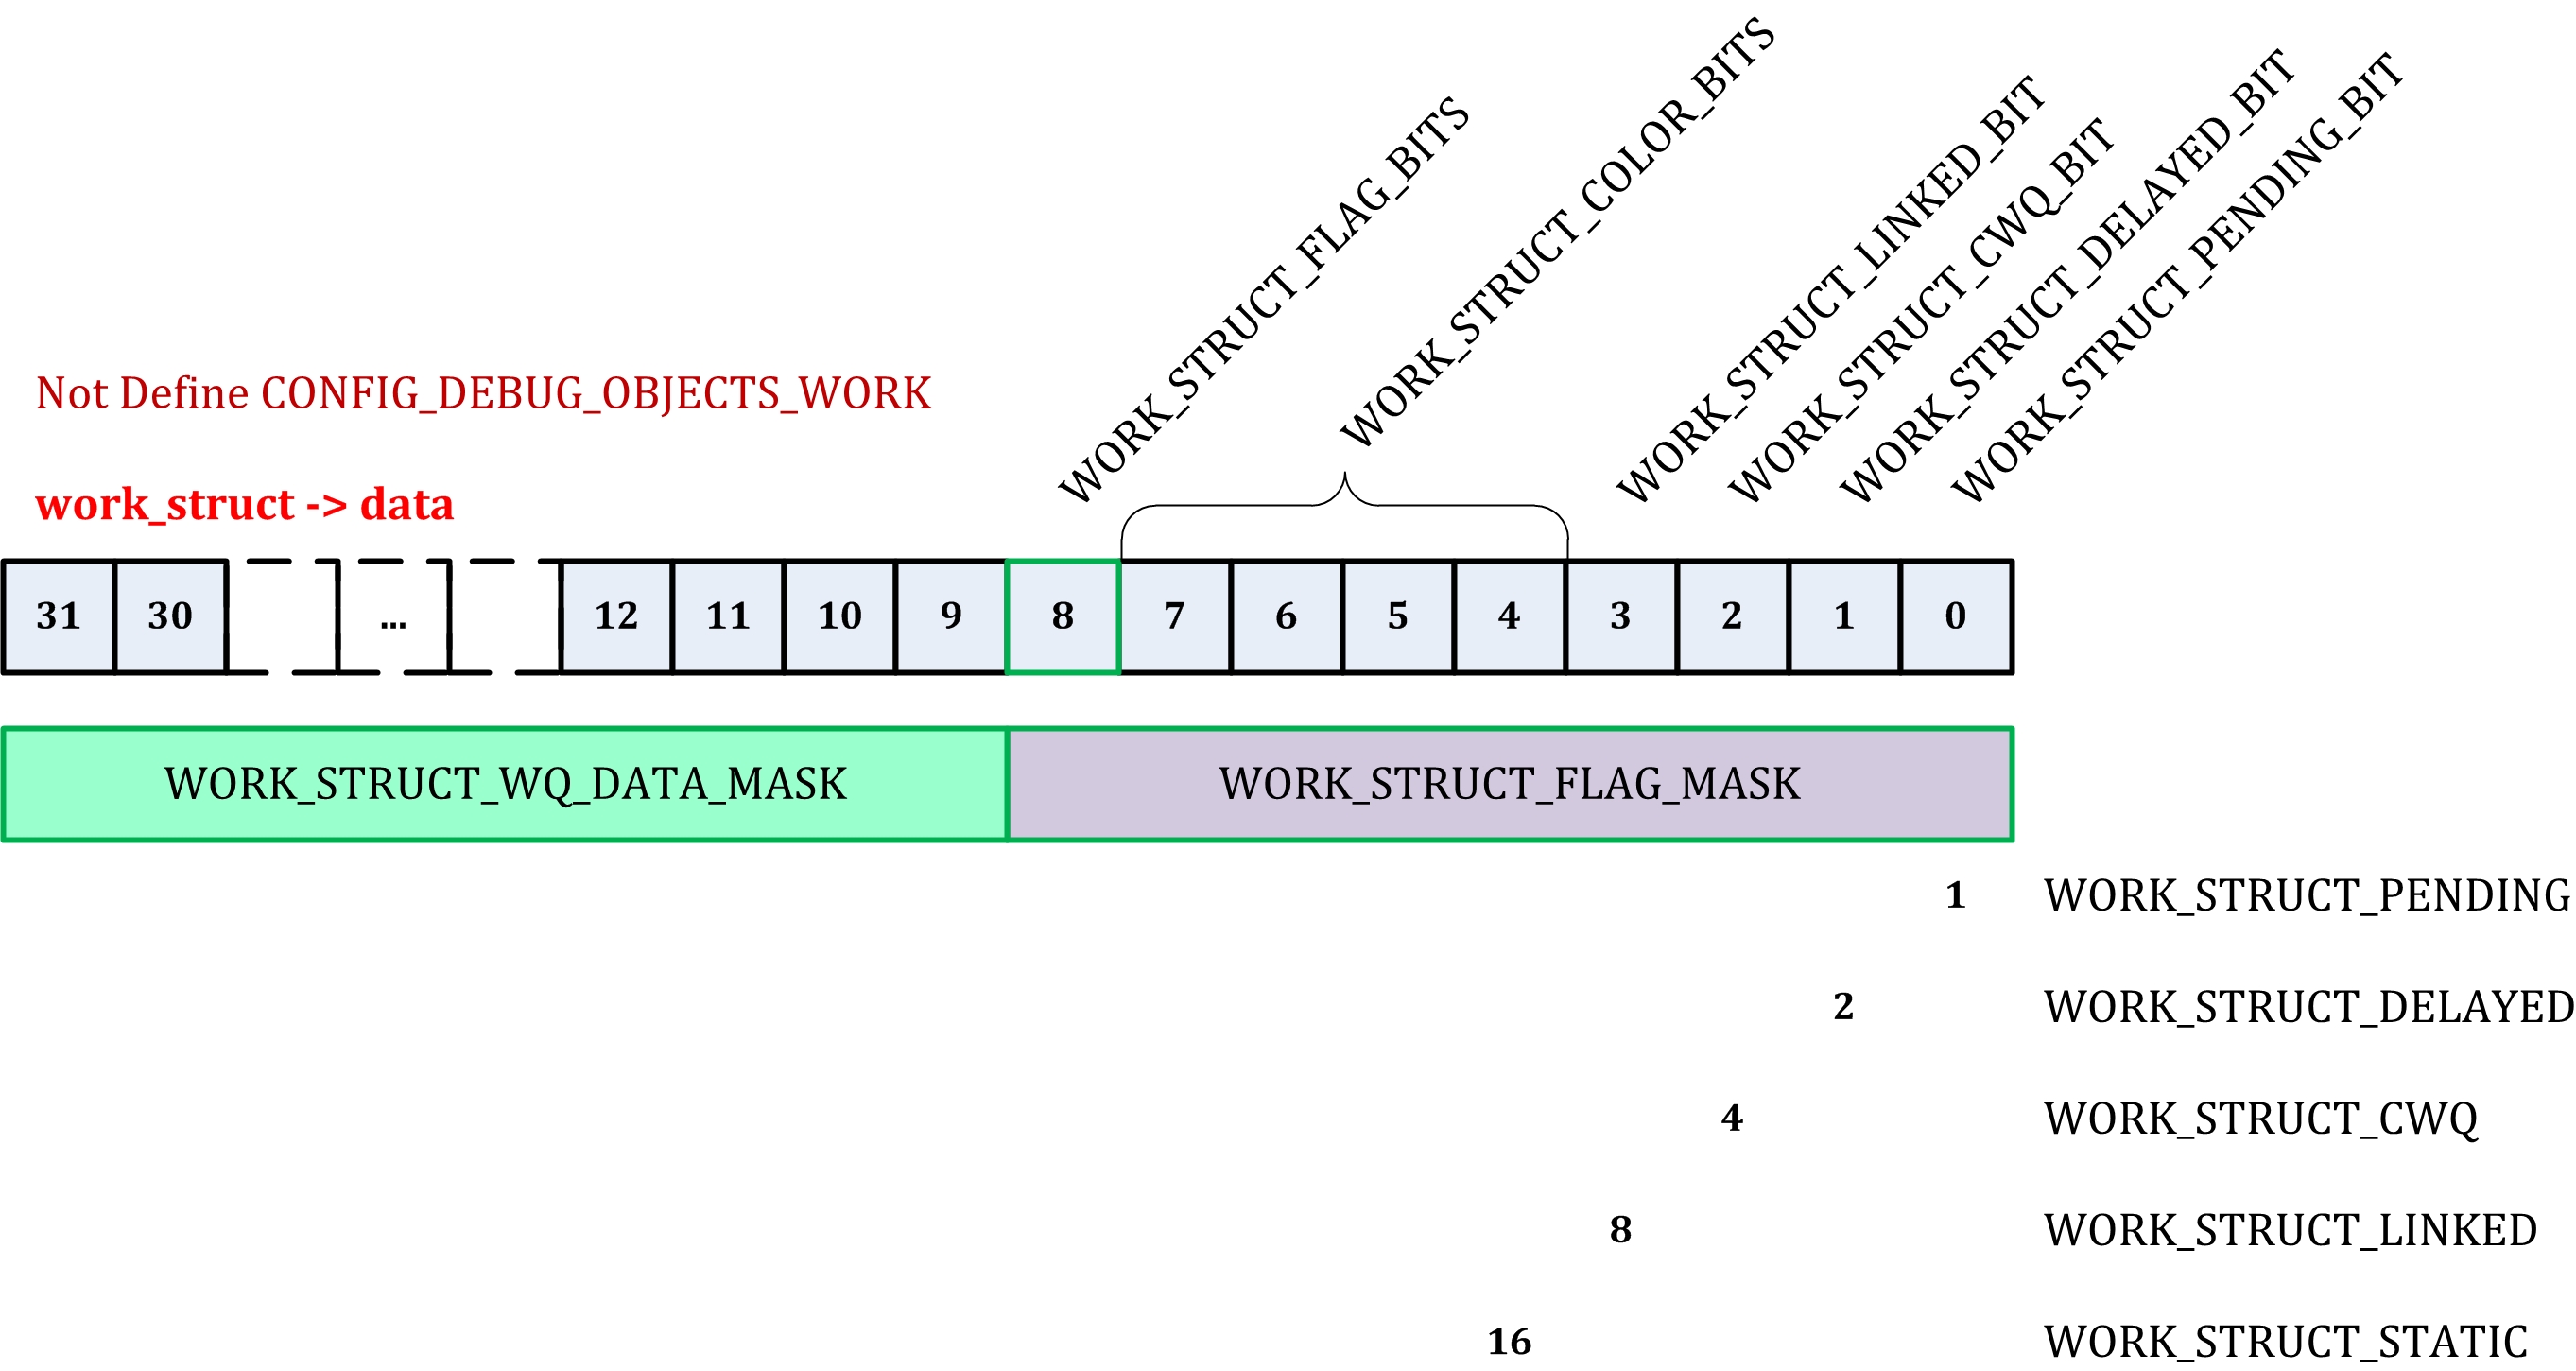 WORK_STRUCT_FLAG_BITS
WORK_STRUCT_COLOR_BITS
WORK_STRUCT_LINKED_BIT
WORK_STRUCT_CWQ_BIT
WORK_STRUCT_DELAYED_BIT
WORK_STRUCT_PENDING_BIT
Not Define CONFIG_DEBUG_OBJECTS_WORK
work_struct -> data
31 30 ... 12 11 10 9 8 7 6 5 4 3 2 1 0
WORK_STRUCT_WQ_DATA_MASK WORK_STRUCT_FLAG_MASK
1 WORK_STRUCT_PENDING
2 WORK_STRUCT_DELAYED
4 WORK_STRUCT_CWQ
8 WORK_STRUCT_LINKED
16 WORK_STRUCT_STATIC